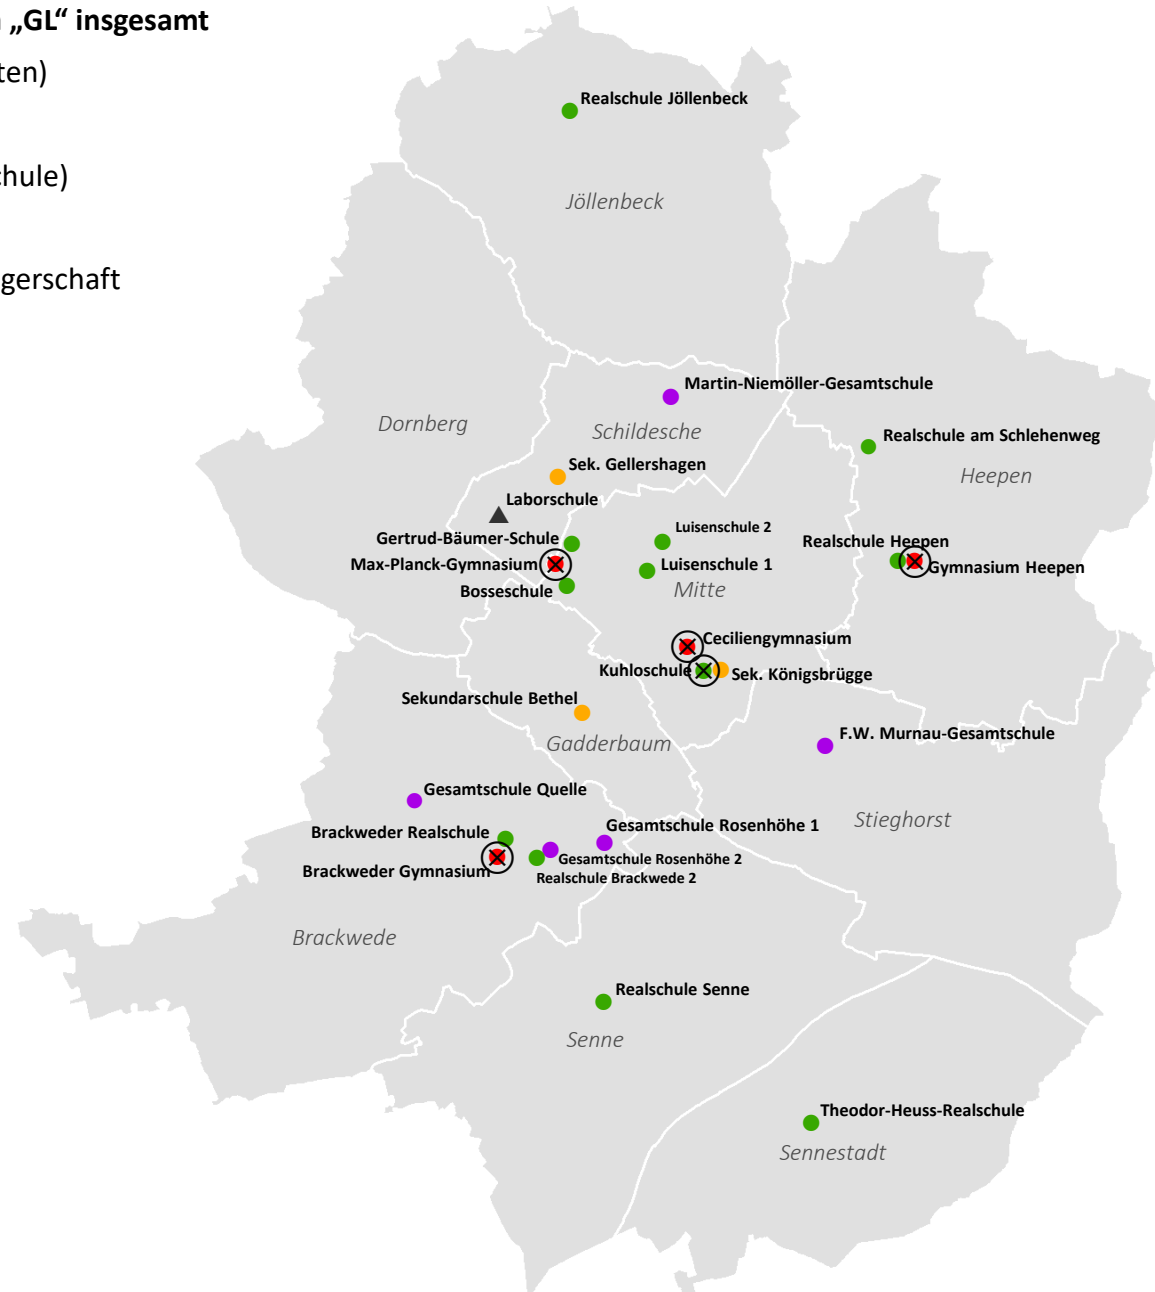 „GL“ insgesamt
ten)
chule)
gerschaft
Realschule Jöllenbeck
Jöllenbeck
Martin-Niemöller-Gesamtschule
Dornberg
Schildesche
Realschule am Schlehenweg
Sek. Gellershagen
Heepen
Laborschule
Luisenschule 2
Gertrud-Bäumer-Schule
Realschule Heepen
Max-Planck-Gymnasium
Luisenschule 1
Gymnasium Heepen
Bosseschule
Mitte
Ceciliengymnasium
Kuhloschule
Sek. Königsbrügge
Sekundarschule Bethel
F.W. Murnau-Gesamtschule
Gadderbaum
Gesamtschule Quelle
Stieghorst
Gesamtschule Rosenhöhe 1
Brackweder Realschule
Gesamtschule Rosenhöhe 2
Brackweder Gymnasium
Realschule Brackwede 2
Brackwede
Realschule Senne
Senne
Theodor-Heuss-Realschule
Sennestadt